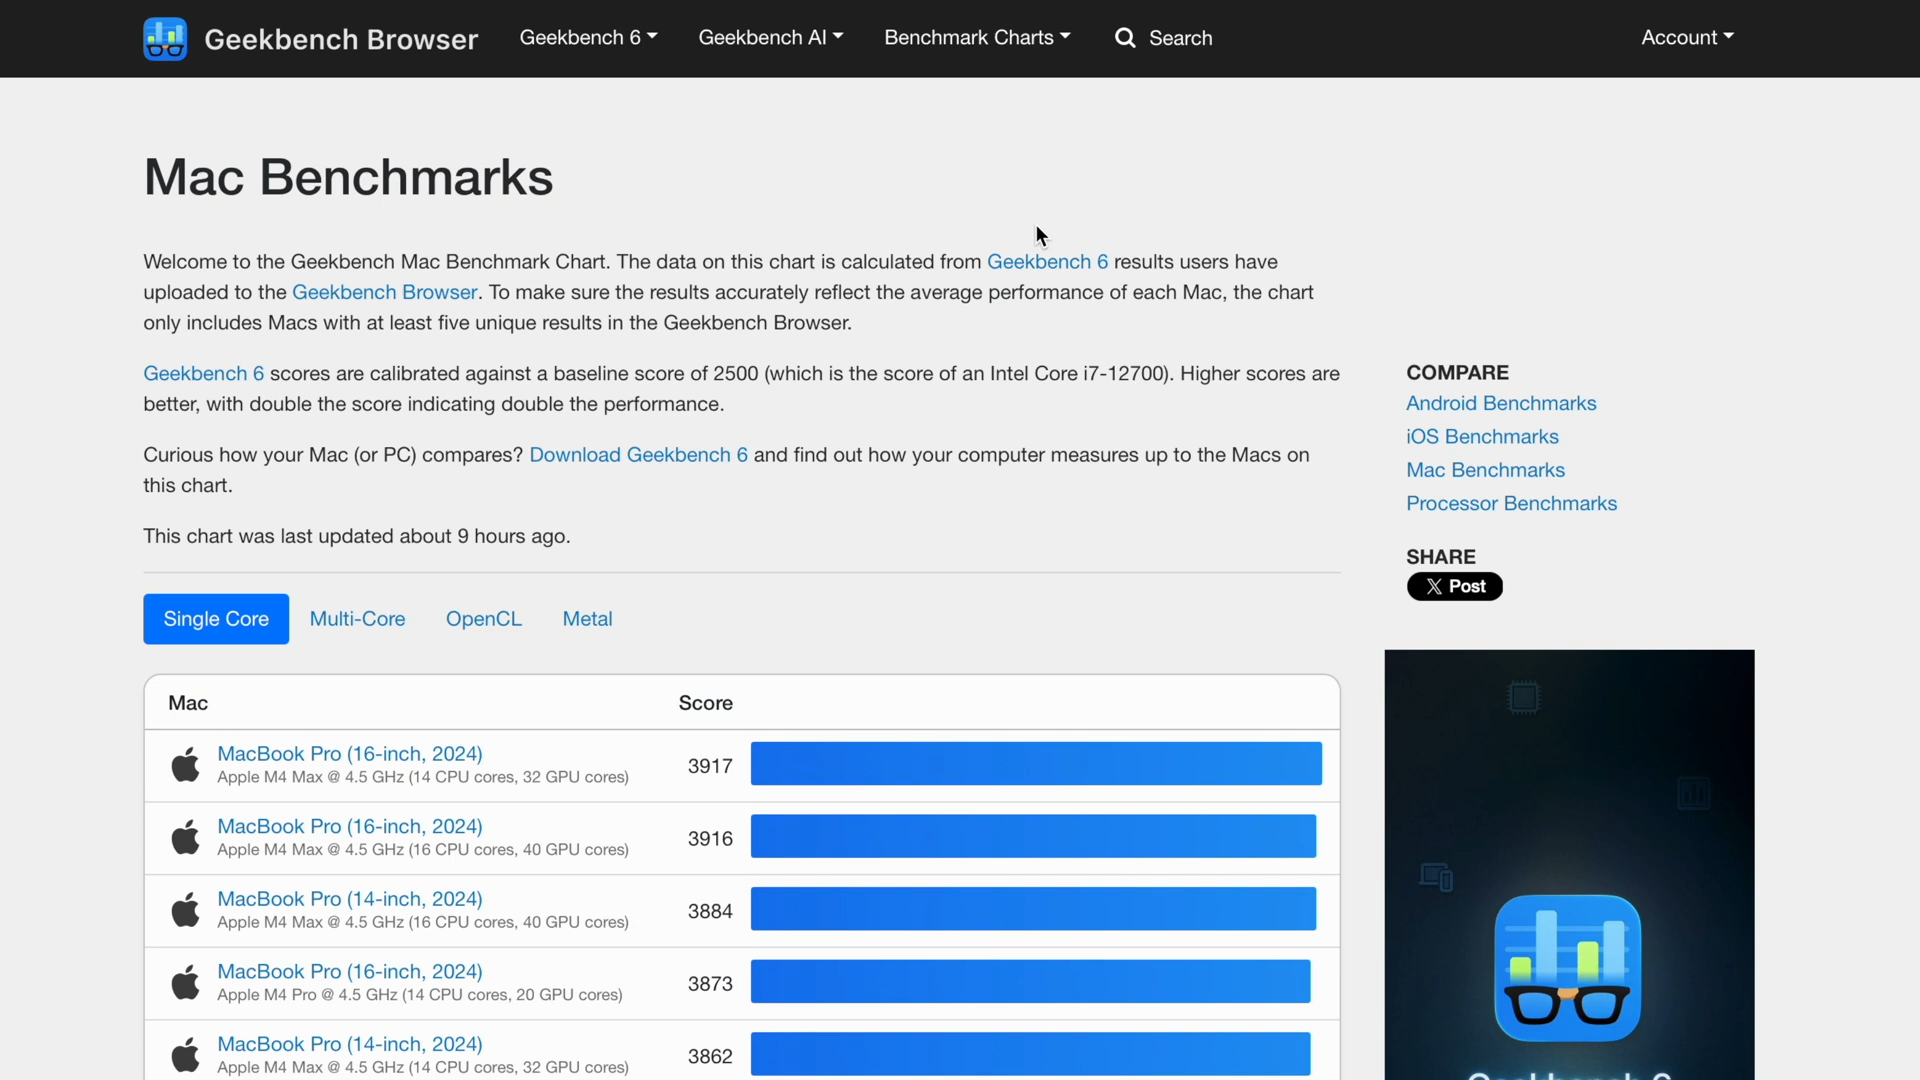 Geekbench Browser
Geekbench 6
Geekbench AI
Benchmark Charts
Search
Account
Mac Benchmarks
Welcome to the Geekbench Mac Benchmark Chart. The data on this chart is calculated from Geekbench 6 results users have
uploaded to the Geekbench Browser. To make sure the results accurately reflect the average performance of each Mac, the chart
only includes Macs with at least five unique results in the Geekbench Browser.
Geekbench 6 scores are calibrated against a baseline score of 2500 (which is the score of an Intel Core i7-12700). Higher scores are
better, with double the score indicating double the performance.
Curious how your Mac (or PC) compares? Download Geekbench 6 and find out how your computer measures up to the Macs on
this chart.
This chart was last updated about 9 hours ago.
COMPARE
Android Benchmarks
iOS Benchmarks
Mac Benchmarks
Processor Benchmarks
SHARE
X Post
Single Core
Multi-Core
OpenCL
Metal
Mac
Score
MacBook Pro (16-inch, 2024)
Apple M4 Max @ 4.5 GHz (14 CPU cores, 32 GPU cores)
3917
MacBook Pro (16-inch, 2024)
Apple M4 Max @ 4.5 GHz (16 CPU cores, 40 GPU cores)
3916
MacBook Pro (14-inch, 2024)
Apple M4 Max @ 4.5 GHz (16 CPU cores, 40 GPU cores)
3884
MacBook Pro (16-inch, 2024)
Apple M4 Pro @ 4.5 GHz (14 CPU cores, 20 GPU cores)
3873
MacBook Pro (14-inch, 2024)
Apple M4 Max @ 4.5 GHz (14 CPU cores, 32 GPU cores)
3862
Geekbench 6